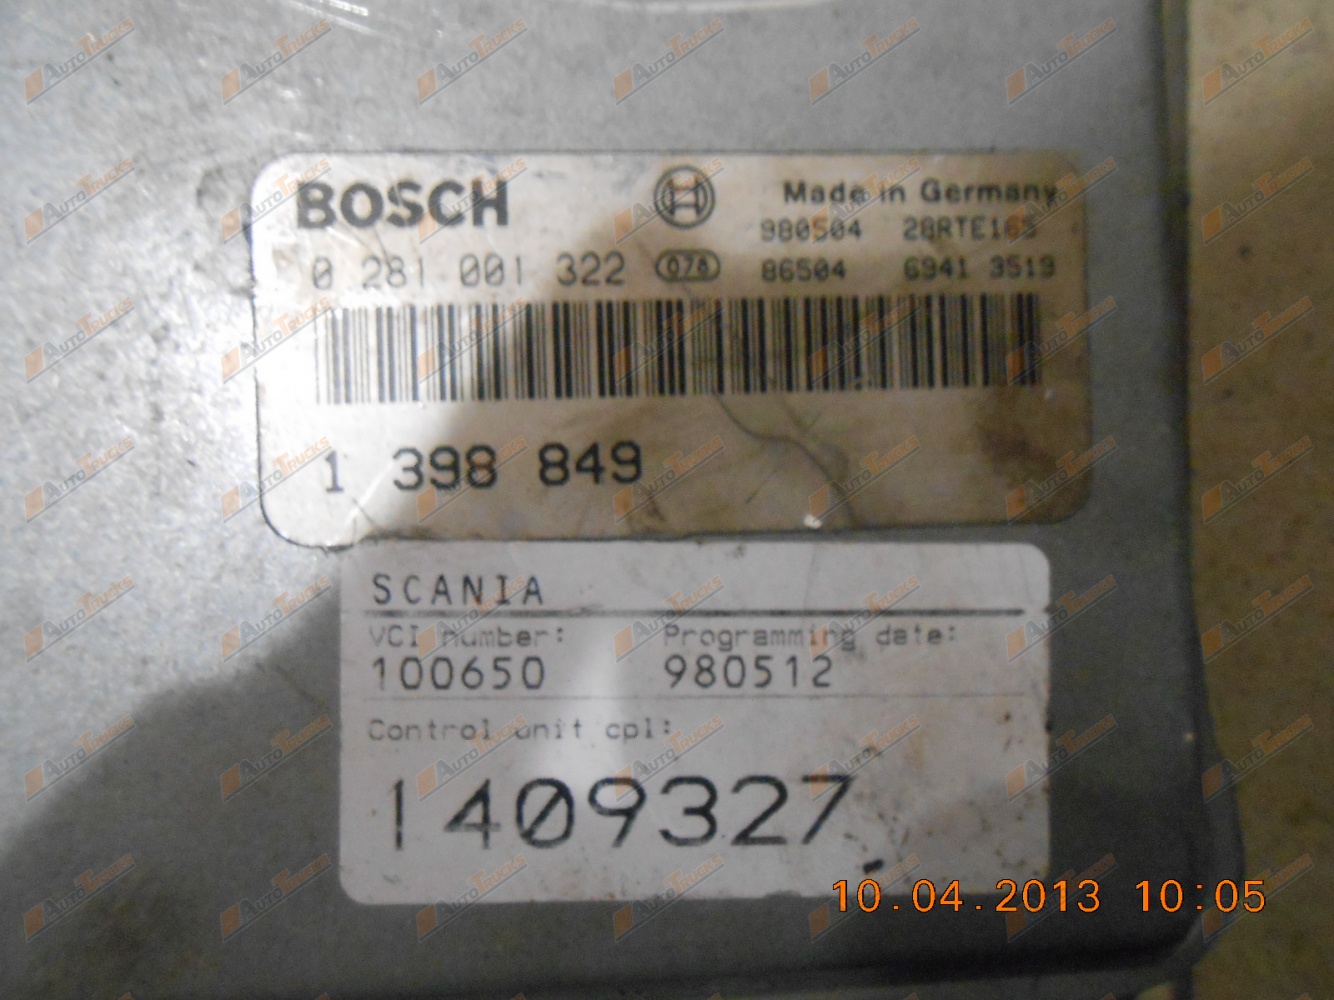 BOSCH
Made in Germany
980504 28RTE165
0 281 001 322 078 86504 6941 3519
1 398 849
SCANIA
VCI number: Programming date:
100650 980512
Control unit cpl:
1409327
10.04.2013 10:05
AUTOTRUCKS